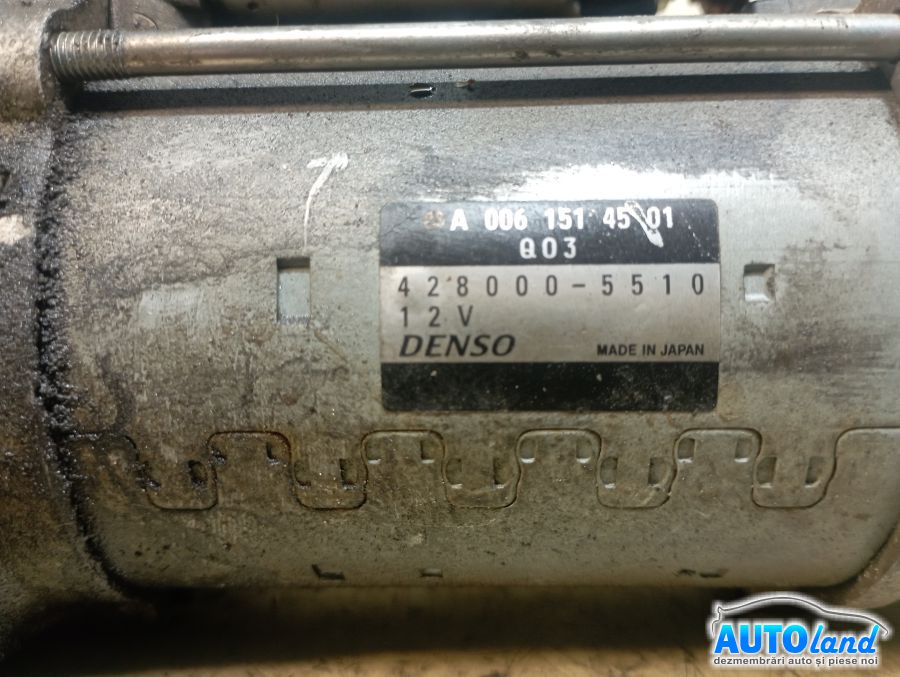 A 006 151 45 01
Q03
428000-5510
12V
DENSO MADE IN JAPAN
AUTOland
dezmembrări auto și piese noi